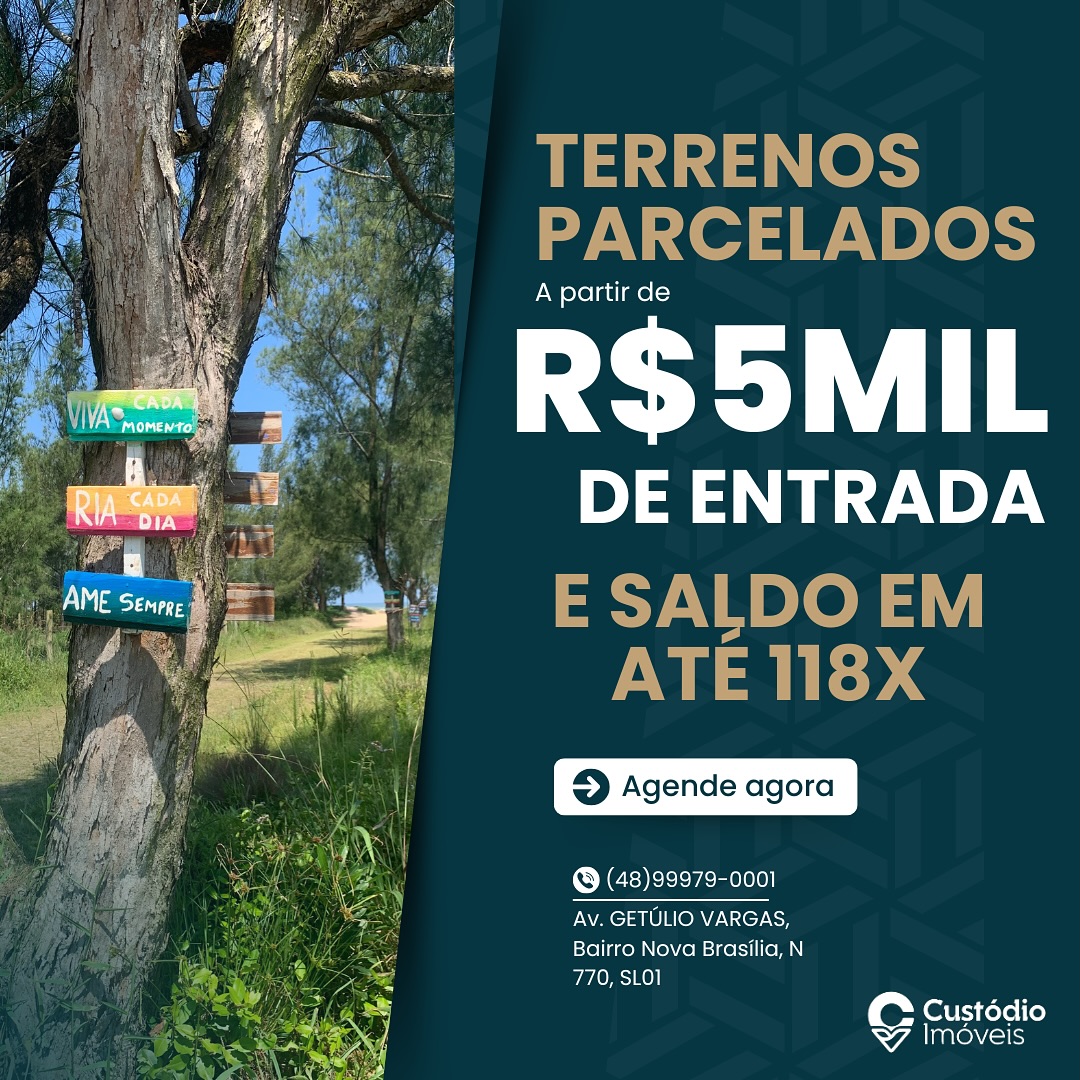 VIVA CADA
MOMENTO
RIA CADA
DIA
AME SEMPRE
TERRENOS
PARCELADOS
A partir de
R$5MIL
DE ENTRADA
E SALDO EM
ATÉ 118X
Agende agora
(48)99979-0001
Av. GETÚLIO VARGAS,
Bairro Nova Brasília, N
770, SL01
Custódio
Imóveis